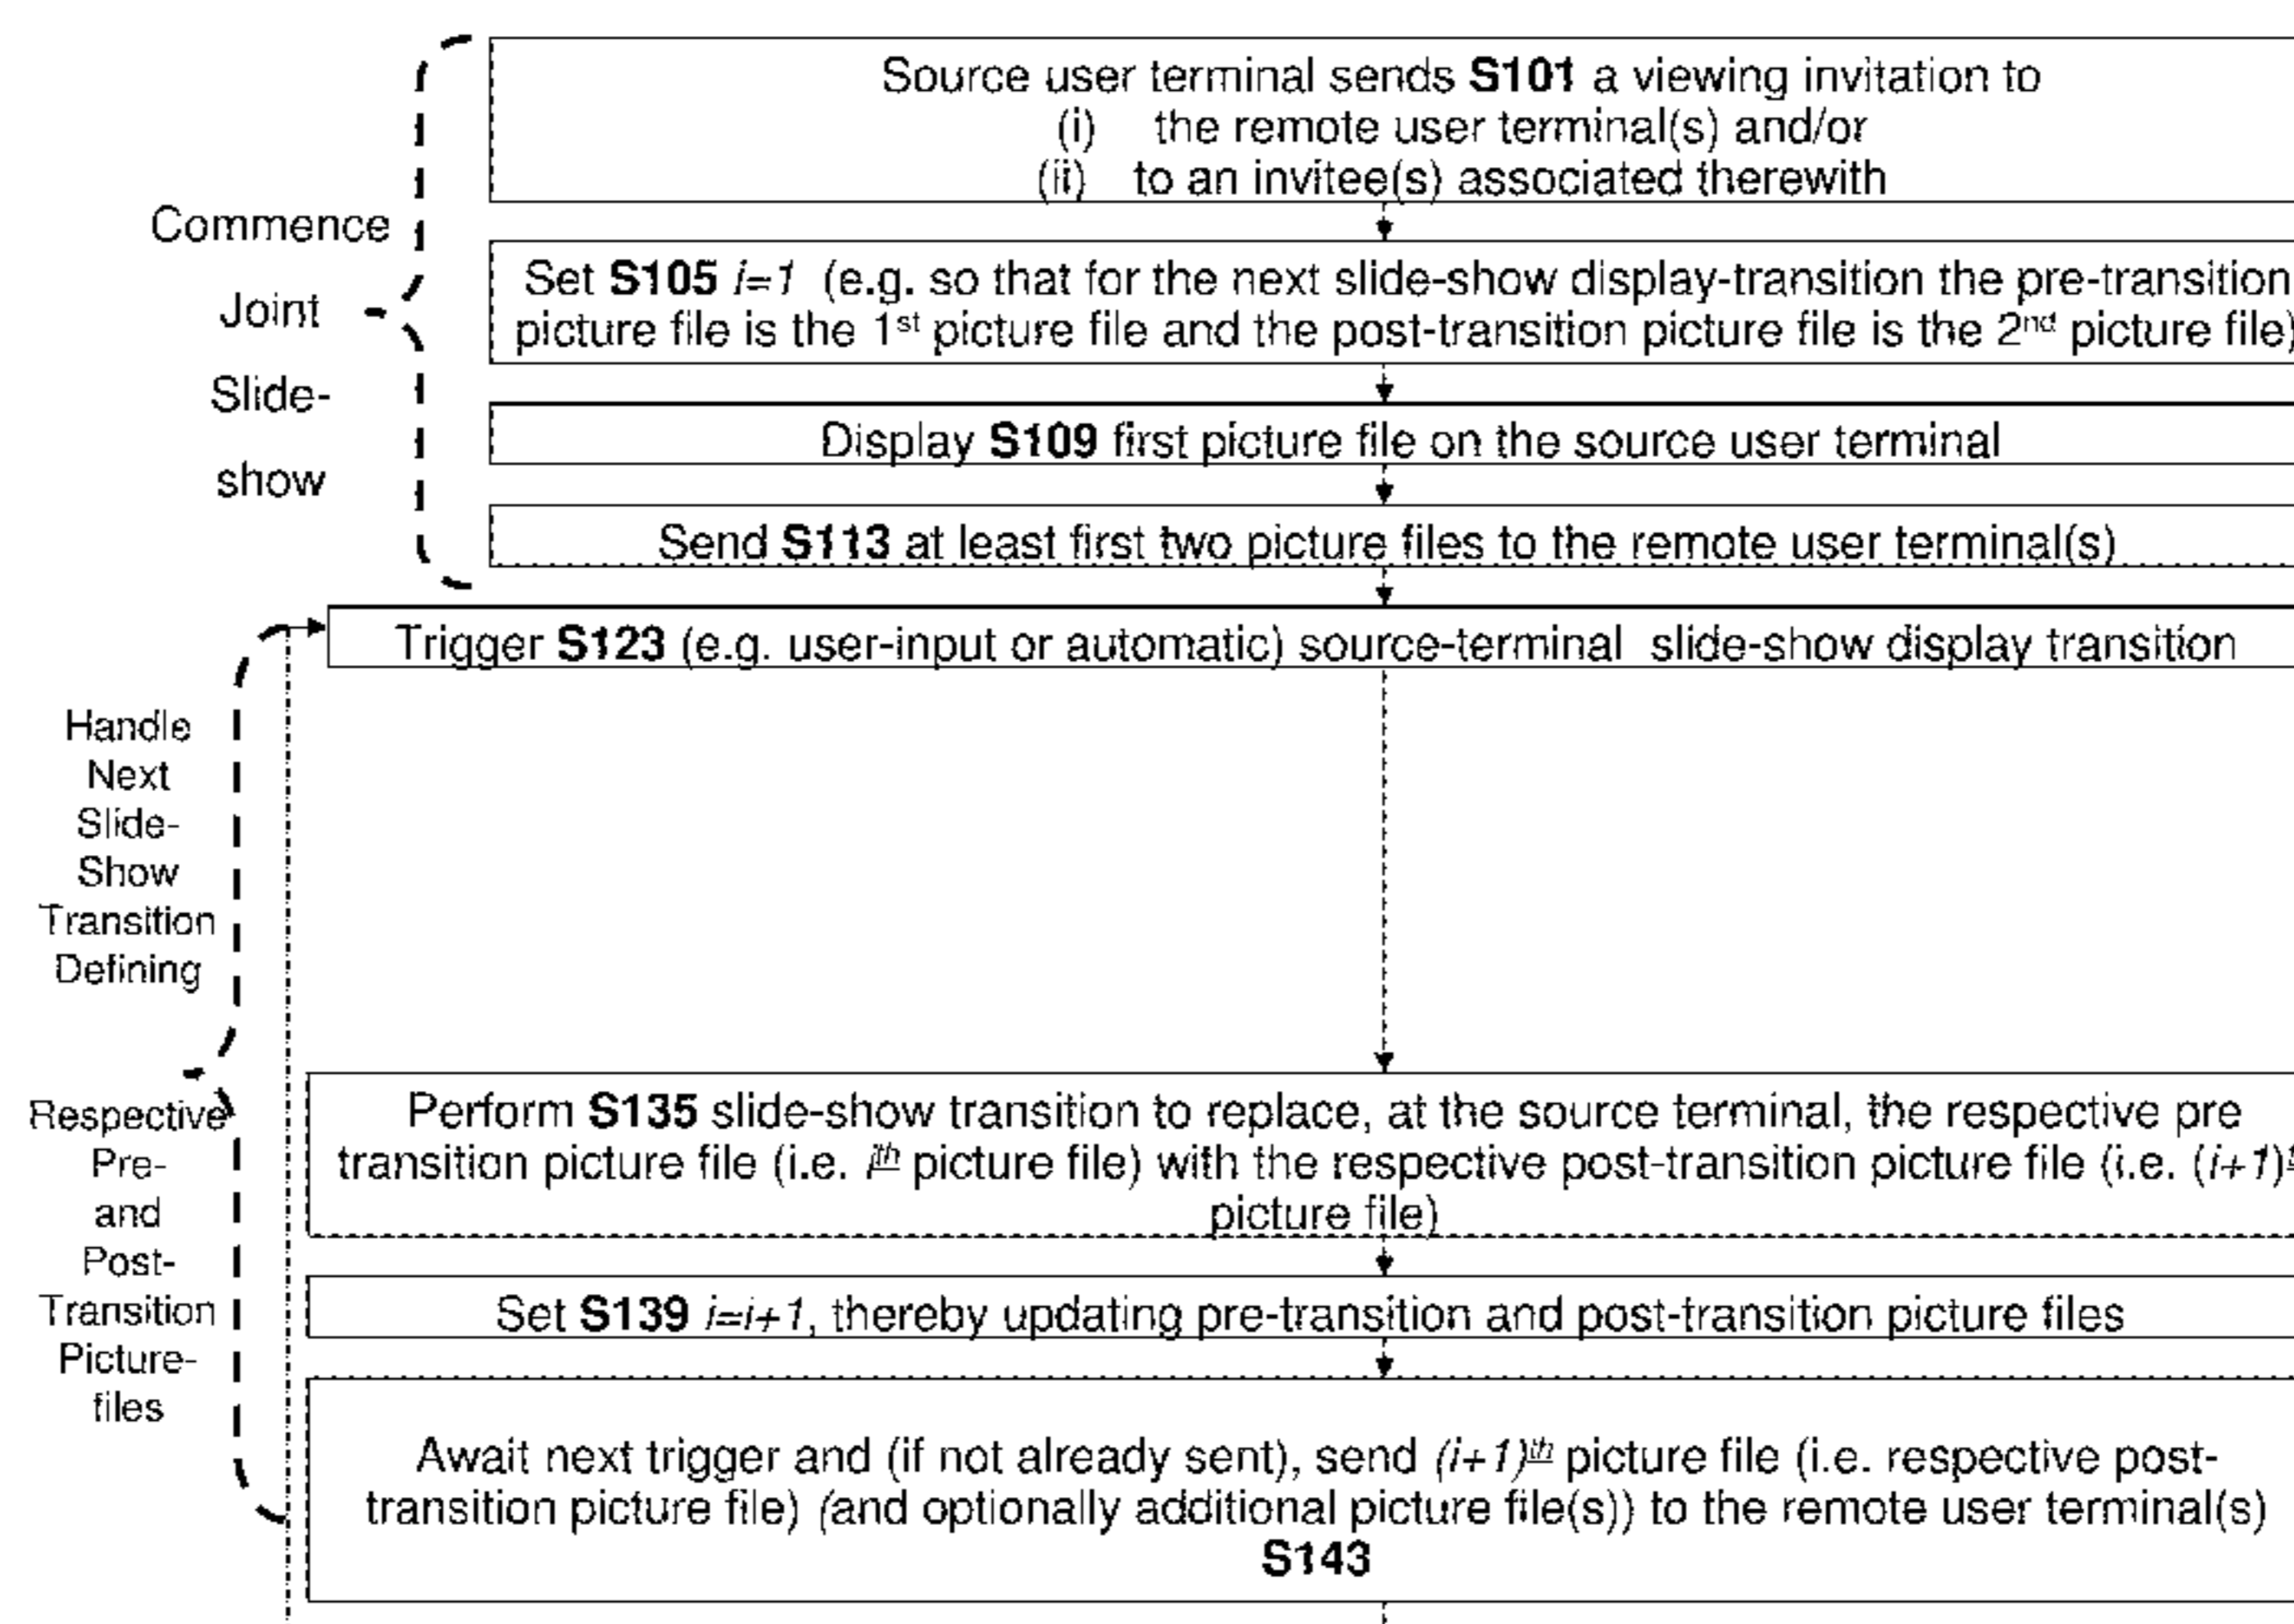 Source user terminal sends S101 a viewing invitation to
(i) the remote user terminal(s) and/or
(ii) to an invitee(s) associated therewith
Commence
Joint
Slide-
show
Set S105 i=1 (e.g. so that for the next slide-show display-transition the pre-transition
picture file is the 1st picture file and the post-transition picture file is the 2nd picture file)
Display S109 first picture file on the source user terminal
Send S113 at least first two picture files to the remote user terminal(s)
Trigger S123 (e.g. user-input or automatic) source-terminal slide-show display transition
Handle
Next
Slide-
Show
Transition
Defining
Respective
Pre-
and
Post-
Transition
Picture-
files
Perform S135 slide-show transition to replace, at the source terminal, the respective pre
transition picture file (i.e. ith picture file) with the respective post-transition picture file (i.e. (i+1)
picture file)
Set S139 i=i+1, thereby updating pre-transition and post-transition picture files
Await next trigger and (if not already sent), send (i+1)th picture file (i.e. respective post-
transition picture file) (and optionally additional picture file(s)) to the remote user terminal(s)
S143